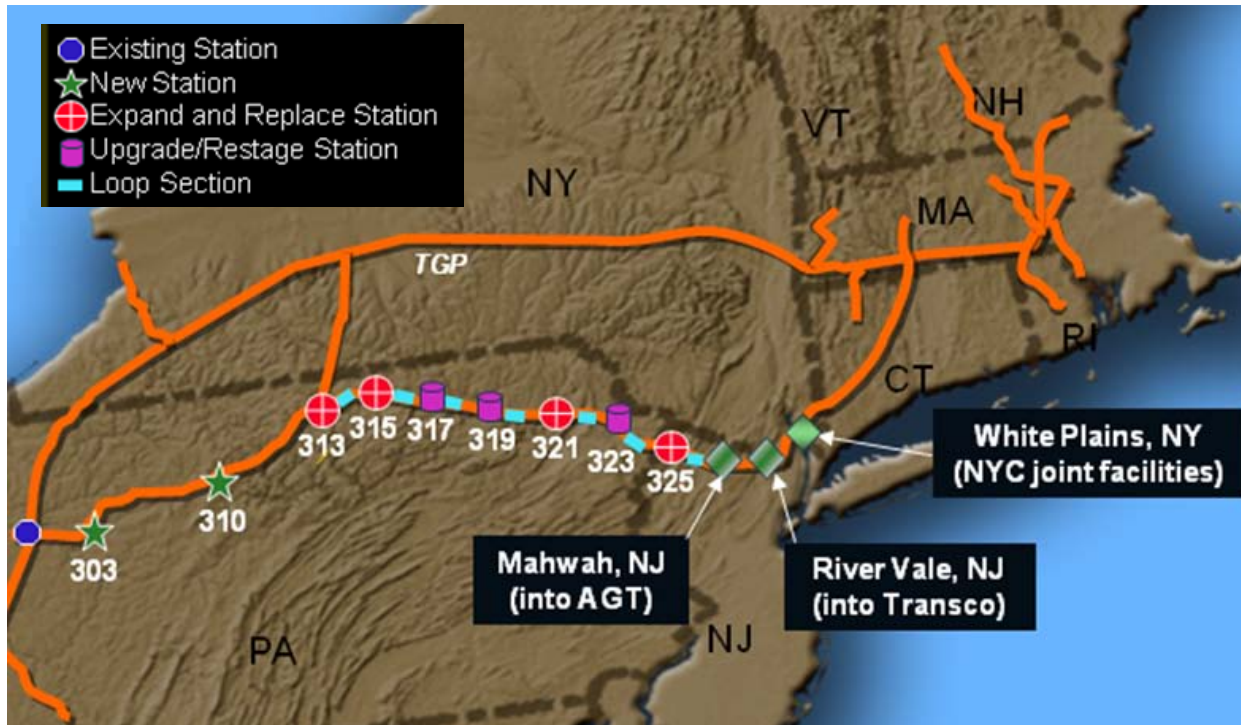 Existing Station
New Station
Expand and Replace Station
Upgrade/Restage Station
Loop Section
VT
NH
NY
MA
TGP
RI
CT
313
315
317
319
321
323
325
310
303
White Plains, NY
(NYC joint facilities)
Mahwah, NJ
(into AGT)
River Vale, NJ
(into Transco)
PA
NJ